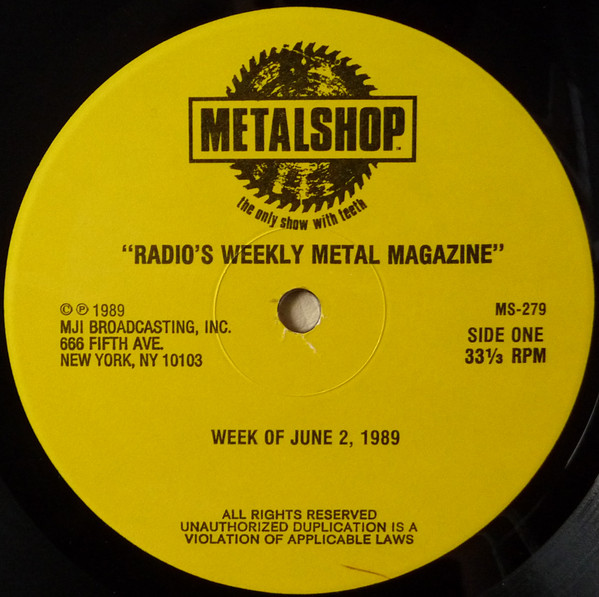 METALSHOP™
the only show with teeth
"RADIO'S WEEKLY METAL MAGAZINE"
© ℗ 1989
MJI BROADCASTING, INC.
666 FIFTH AVE.
NEW YORK, NY 10103
MS-279
SIDE ONE
33⅓ RPM
WEEK OF JUNE 2, 1989
ALL RIGHTS RESERVED
UNAUTHORIZED DUPLICATION IS A
VIOLATION OF APPLICABLE LAWS